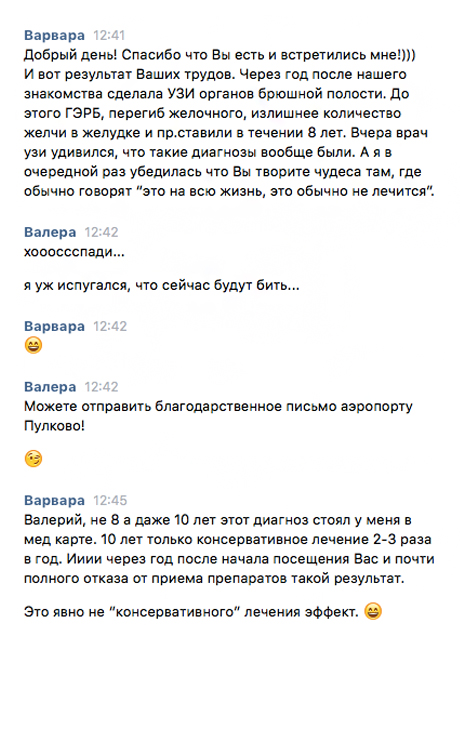 Варвара 12:41
Добрый день! Спасибо что Вы есть и встретились мне!)))
И вот результат Ваших трудов. Через год после нашего
знакомства сделала УЗИ органов брюшной полости. До
этого ГЭРБ, перегиб желочного, излишнее количество
желчи в желудке и пр.ставили в течении 8 лет. Вчера врач
узи удивился, что такие диагнозы вообще были. А я в
очередной раз убедилась что Вы творите чудеса там, где
обычно говорят “это на всю жизнь, это обычно не лечится”.
Валера 12:42
хооосссспади...
я уж испугался, что сейчас будут бить...
Варвара 12:42
😄
Валера 12:42
Можете отправить благодарственное письмо аэропорту
Пулково!
😉
Варвара 12:45
Валерий, не 8 а даже 10 лет этот диагноз стоял у меня в
мед карте. 10 лет только консервативное лечение 2-3 раза
в год. Ииии через год после начала посещения Вас и почти
полного отказа от приема препаратов такой результат.
Это явно не “консервативного” лечения эффект. 😄